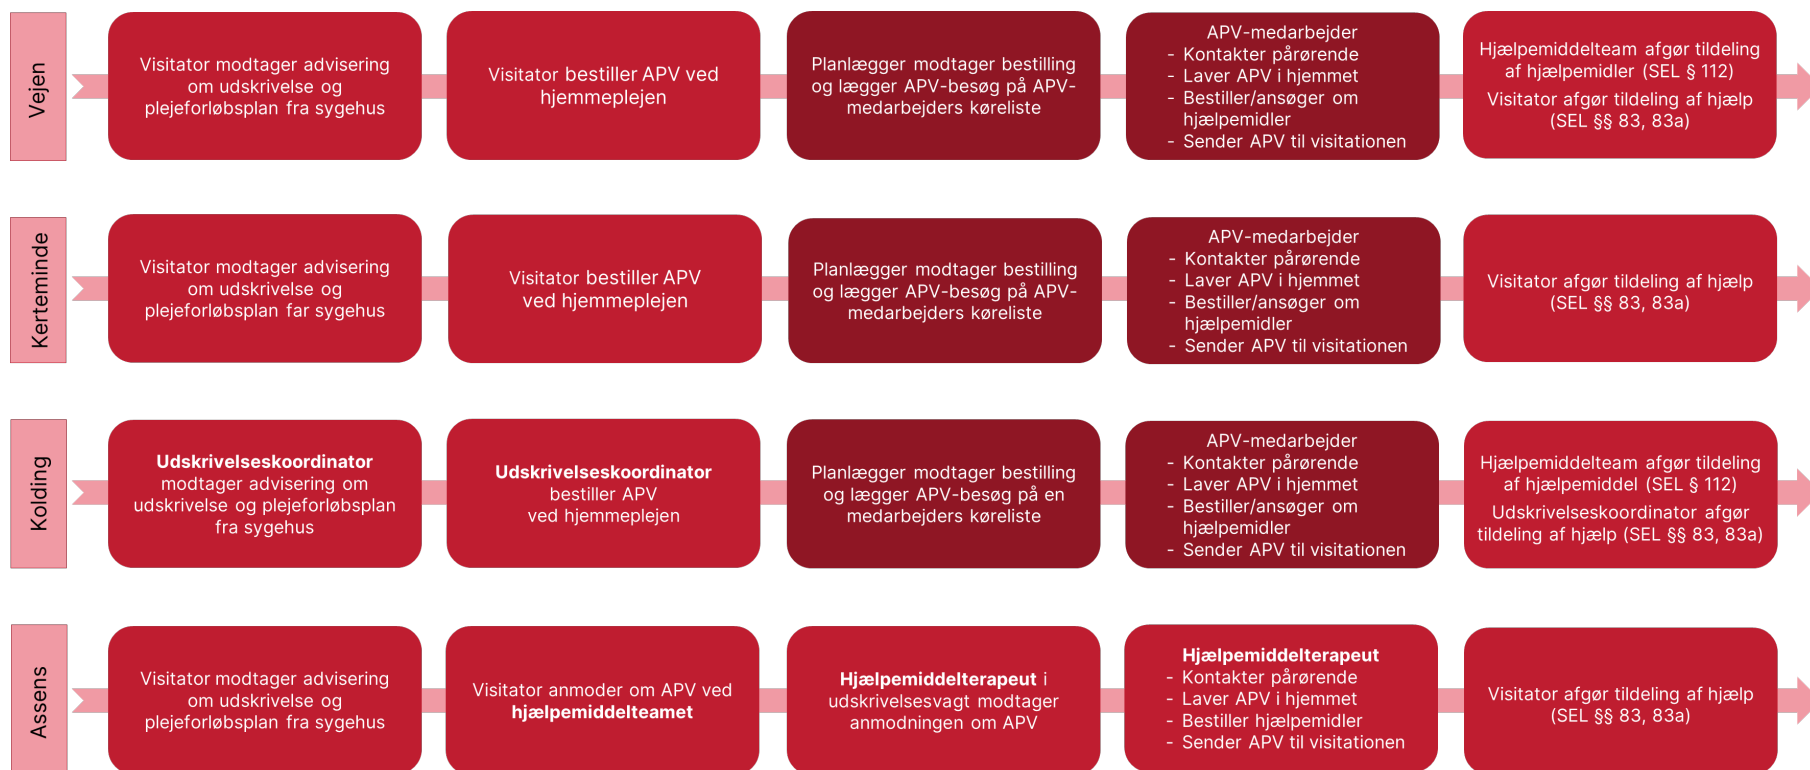 Vejen
Visitator modtager advisering
om udskrivelse og
plejeforløbsplan fra sygehus
Visitator bestiller APV ved
hjemmeplejen
Planlægger modtager bestilling
og lægger APV-besøg på APV-
medarbejders køreliste
APV-medarbejder
- Kontakter pårørende
- Laver APV i hjemmet
- Bestiller/ansøger om
hjælpemidler
- Sender APV til visitationen
Hjælpemiddelteam afgør tildeling
af hjælpemidler (SEL § 112)
Visitator afgør tildeling af hjælp
(SEL §§ 83, 83a)
Kerteminde
Visitator modtager advisering
om udskrivelse og
plejeforløbsplan far sygehus
Visitator bestiller APV
ved hjemmeplejen
Planlægger modtager bestilling
og lægger APV-besøg på APV-
medarbejders køreliste
APV-medarbejder
- Kontakter pårørende
- Laver APV i hjemmet
- Bestiller/ansøger om
hjælpemidler
- Sender APV til visitationen
Visitator afgør tildeling af hjælp
(SEL §§ 83, 83a)
Kolding
Udskrivelseskoordinator
modtager advisering om
udskrivelse og plejeforløbsplan
fra sygehus
Udskrivelseskoordinator
bestiller APV
ved hjemmeplejen
Planlægger modtager bestilling
og lægger APV-besøg på en
medarbejders køreliste
APV-medarbejder
- Kontakter pårørende
- Laver APV i hjemmet
- Bestiller/ansøger om
hjælpemidler
- Sender APV til visitationen
Hjælpemiddelteam afgør tildeling
af hjælpemiddel (SEL § 112)
Udskrivelseskoordinator afgør
tildeling af hjælp (SEL §§ 83, 83a)
Assens
Visitator modtager advisering
om udskrivelse og
plejeforløbsplan fra sygehus
Visitator anmoder om APV ved
hjælpemiddelteamet
Hjælpemiddelterapeut i
udskrivelsesvagt modtager
anmodningen om APV
Hjælpemiddelterapeut
- Kontakter pårørende
- Laver APV i hjemmet
- Bestiller hjælpemidler
- Sender APV til visitationen
Visitator afgør tildeling af hjælp
(SEL §§ 83, 83a)